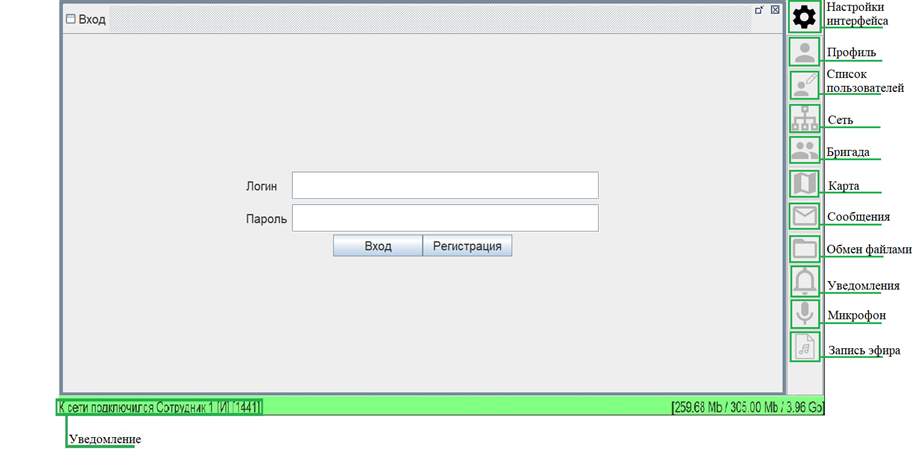 Вход
Настройки
интерфейса
Профиль
Список
пользователей
Сеть
Бригада
Карта
Сообщения
Обмен файлами
Уведомления
Микрофон
Запись эфира
Логин
Пароль
Вход Регистрация
К сети подключился Сотрудник 1 [ИП 1441] [259.68 Mb / 305.00 Mb / 3.96 Gb]
Уведомление